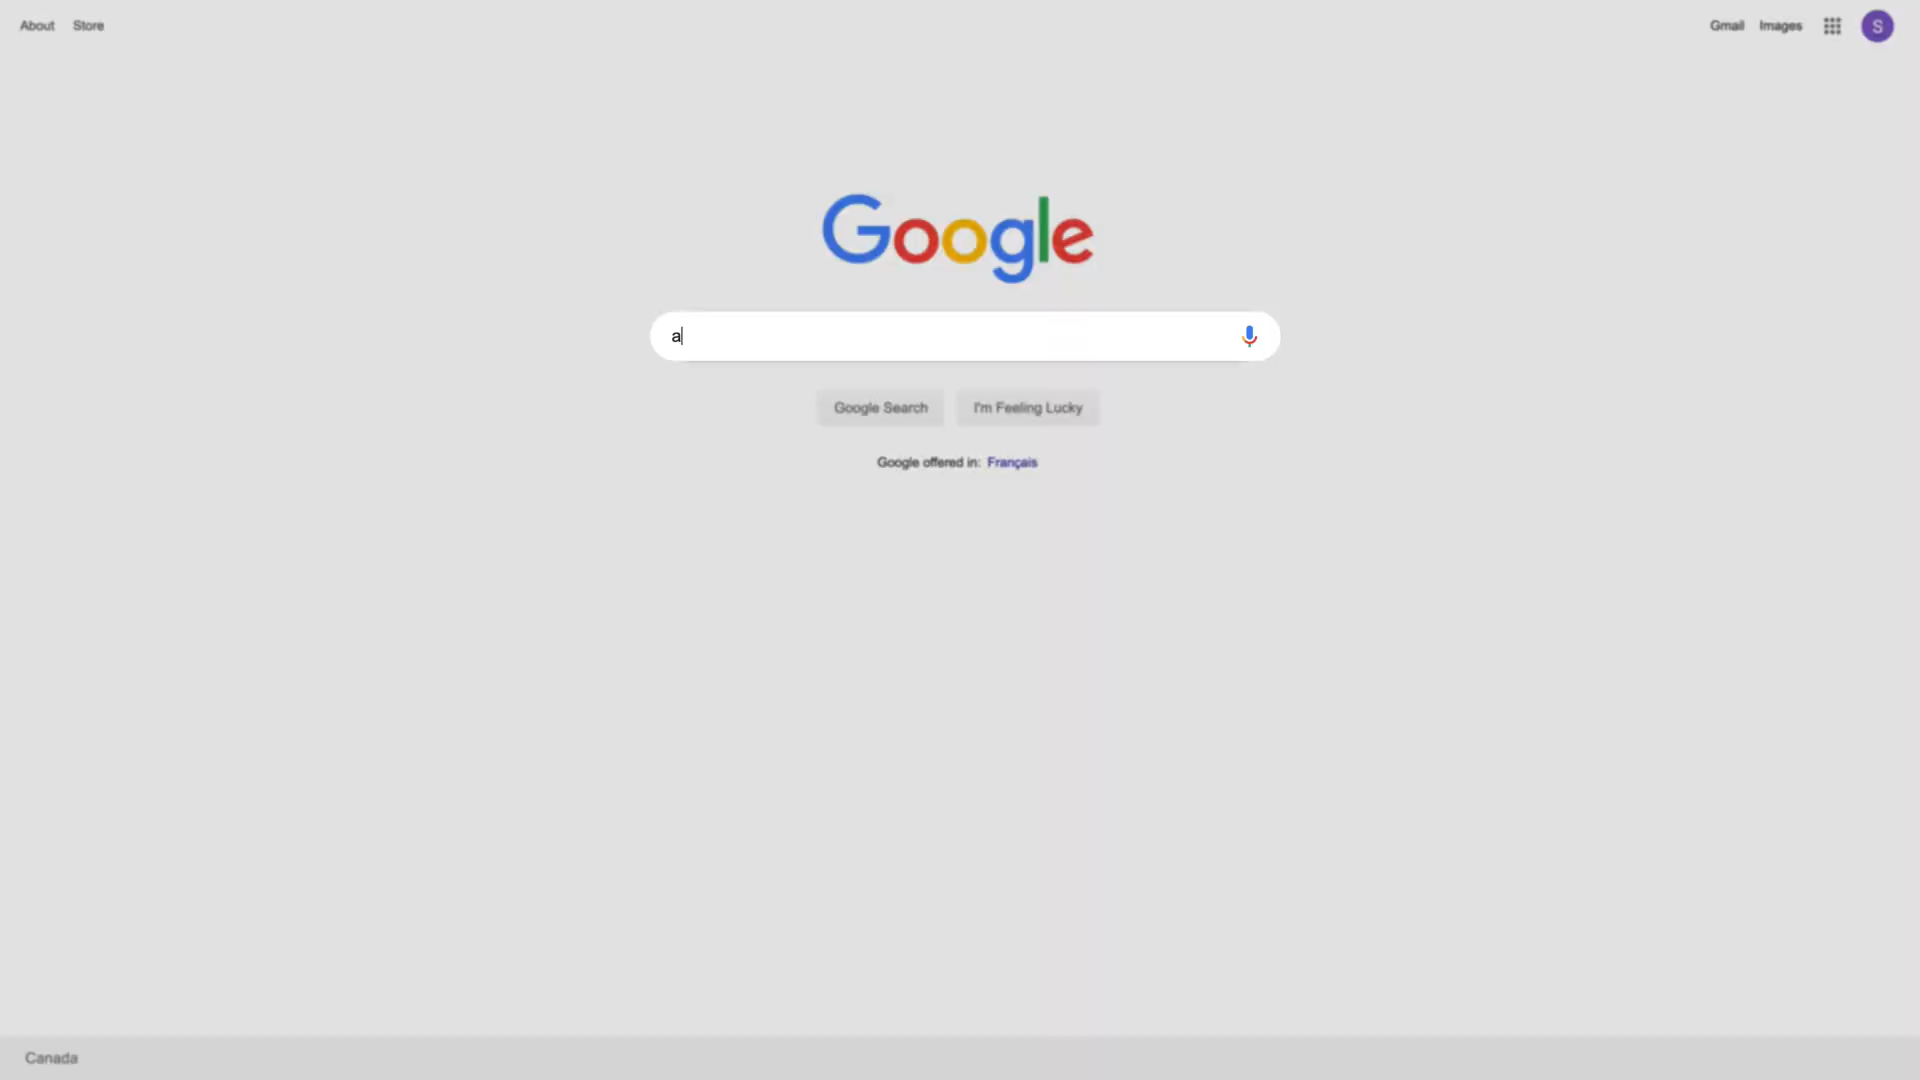 About Store
Gmail Images S
Google
a
Google Search I'm Feeling Lucky
Google offered in: Français
Canada